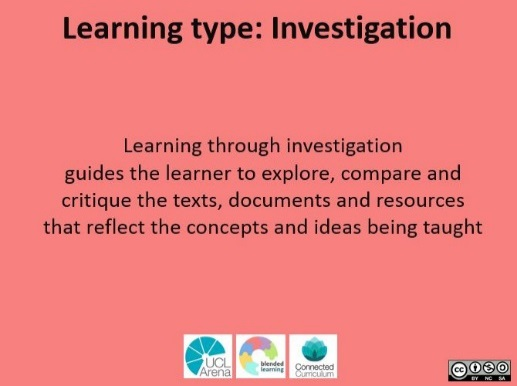 Learning type: Investigation
Learning through investigation
guides the learner to explore, compare and
critique the texts, documents and resources
that reflect the concepts and ideas being taught
UCL
Arena
blended
learning
Connected
Curriculum
cc
BY NC SA